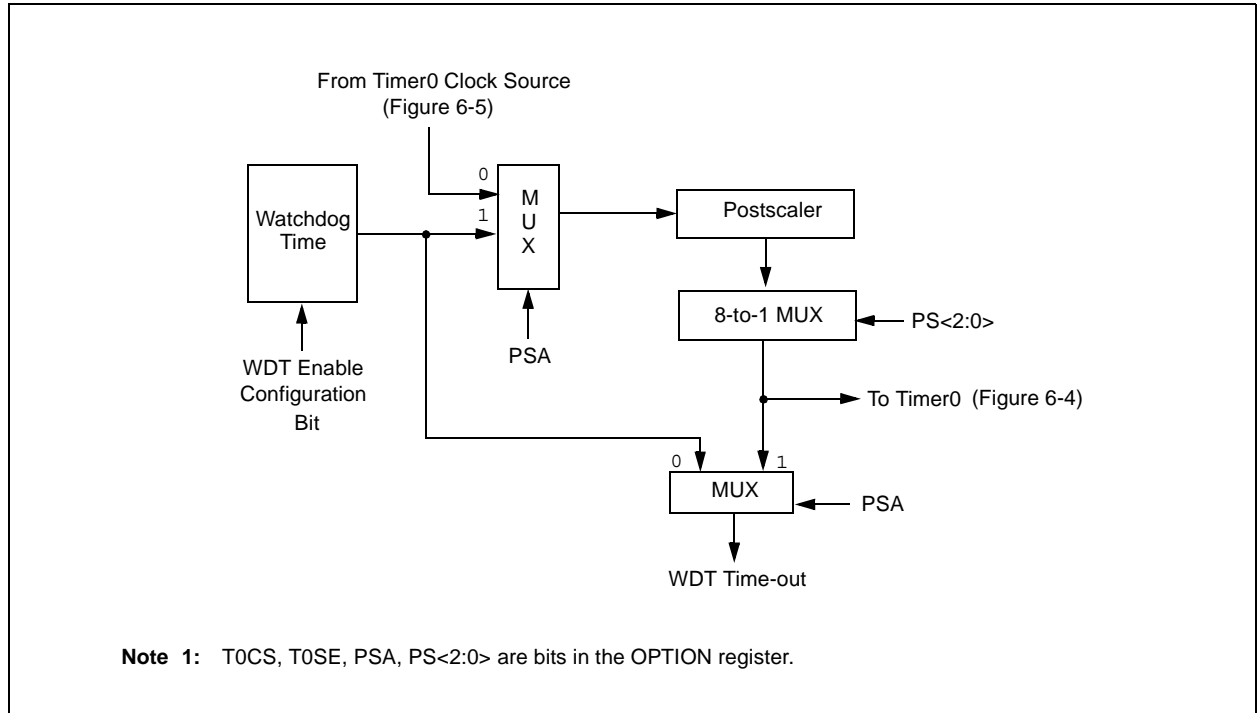 From Timer0 Clock Source
(Figure 6-5)
0
1
M
U
X
Watchdog
Time
Postscaler
8-to-1 MUX
PS<2:0>
PSA
WDT Enable
Configuration
Bit
To Timer0 (Figure 6-4)
0
1
MUX
PSA
WDT Time-out
Note 1: T0CS, T0SE, PSA, PS<2:0> are bits in the OPTION register.